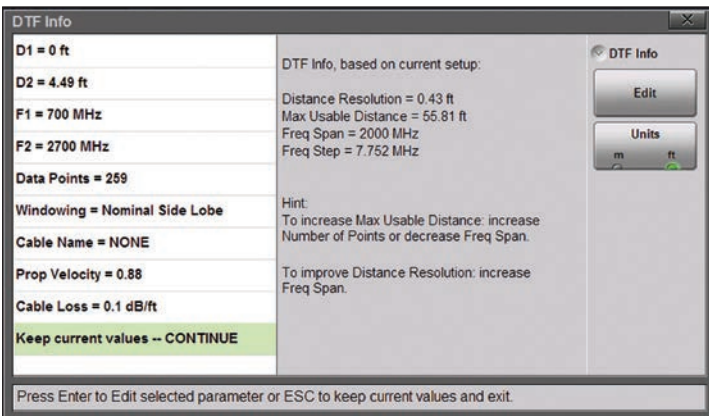 DTF Info
D1 = 0 ft
D2 = 4.49 ft
F1 = 700 MHz
F2 = 2700 MHz
Data Points = 259
Windowing = Nominal Side Lobe
Cable Name = NONE
Prop Velocity = 0.88
Cable Loss = 0.1 dB/ft
Keep current values -- CONTINUE
DTF Info, based on current setup:
Distance Resolution = 0.43 ft
Max Usable Distance = 55.81 ft
Freq Span = 2000 MHz
Freq Step = 7.752 MHz
Hint:
To increase Max Usable Distance: increase
Number of Points or decrease Freq Span.
To improve Distance Resolution: increase
Freq Span.
DTF Info
Edit
Units
m ft
Press Enter to Edit selected parameter or ESC to keep current values and exit.